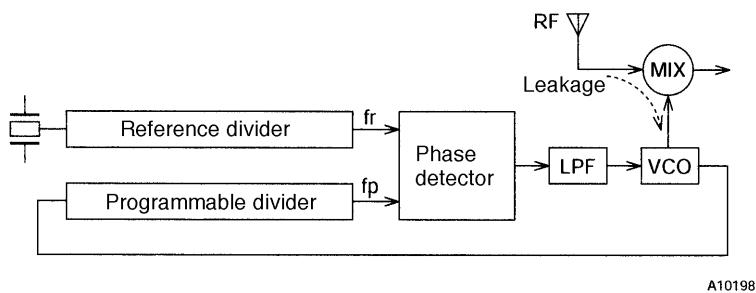 RF
MIX
Leakage
Reference divider
fr
Phase
detector
LPF
VCO
Programmable divider
fp
A10198